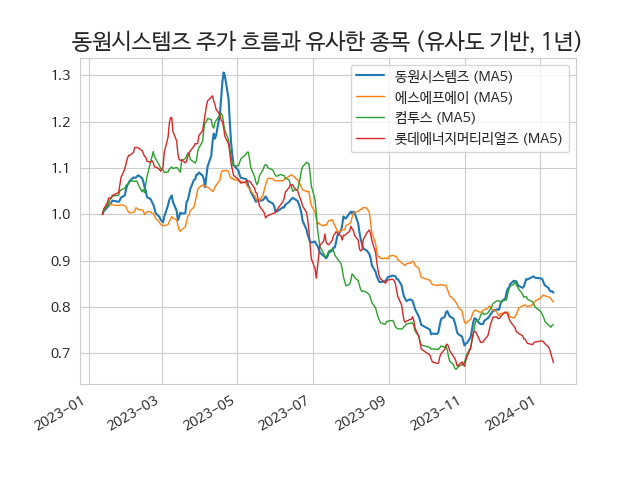 동원시스템즈 주가 흐름과 유사한 종목 (유사도 기반, 1년)
동원시스템즈 (MA5)
에스에프에이 (MA5)
컴투스 (MA5)
롯데에너지머티리얼즈 (MA5)
1.3
1.2
1.1
1.0
0.9
0.8
0.7
2023-01
2023-03
2023-05
2023-07
2023-09
2023-11
2024-01